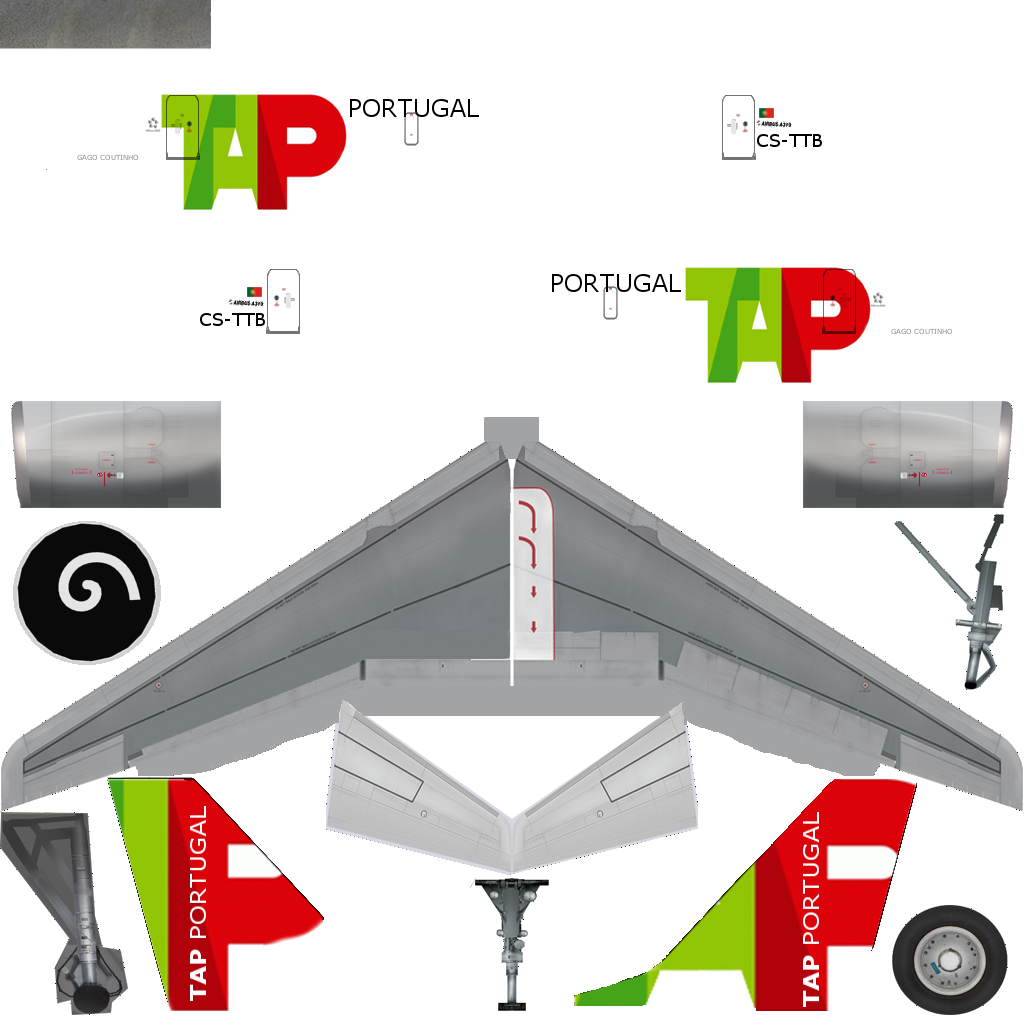 TAP
PORTUGAL
GAGO COUTINHO
AIRBUS A319
CS-TTB
AIRBUS A319
CS-TTB
PORTUGAL
TAP
GAGO COUTINHO
TAP PORTUGAL
TAP PORTUGAL